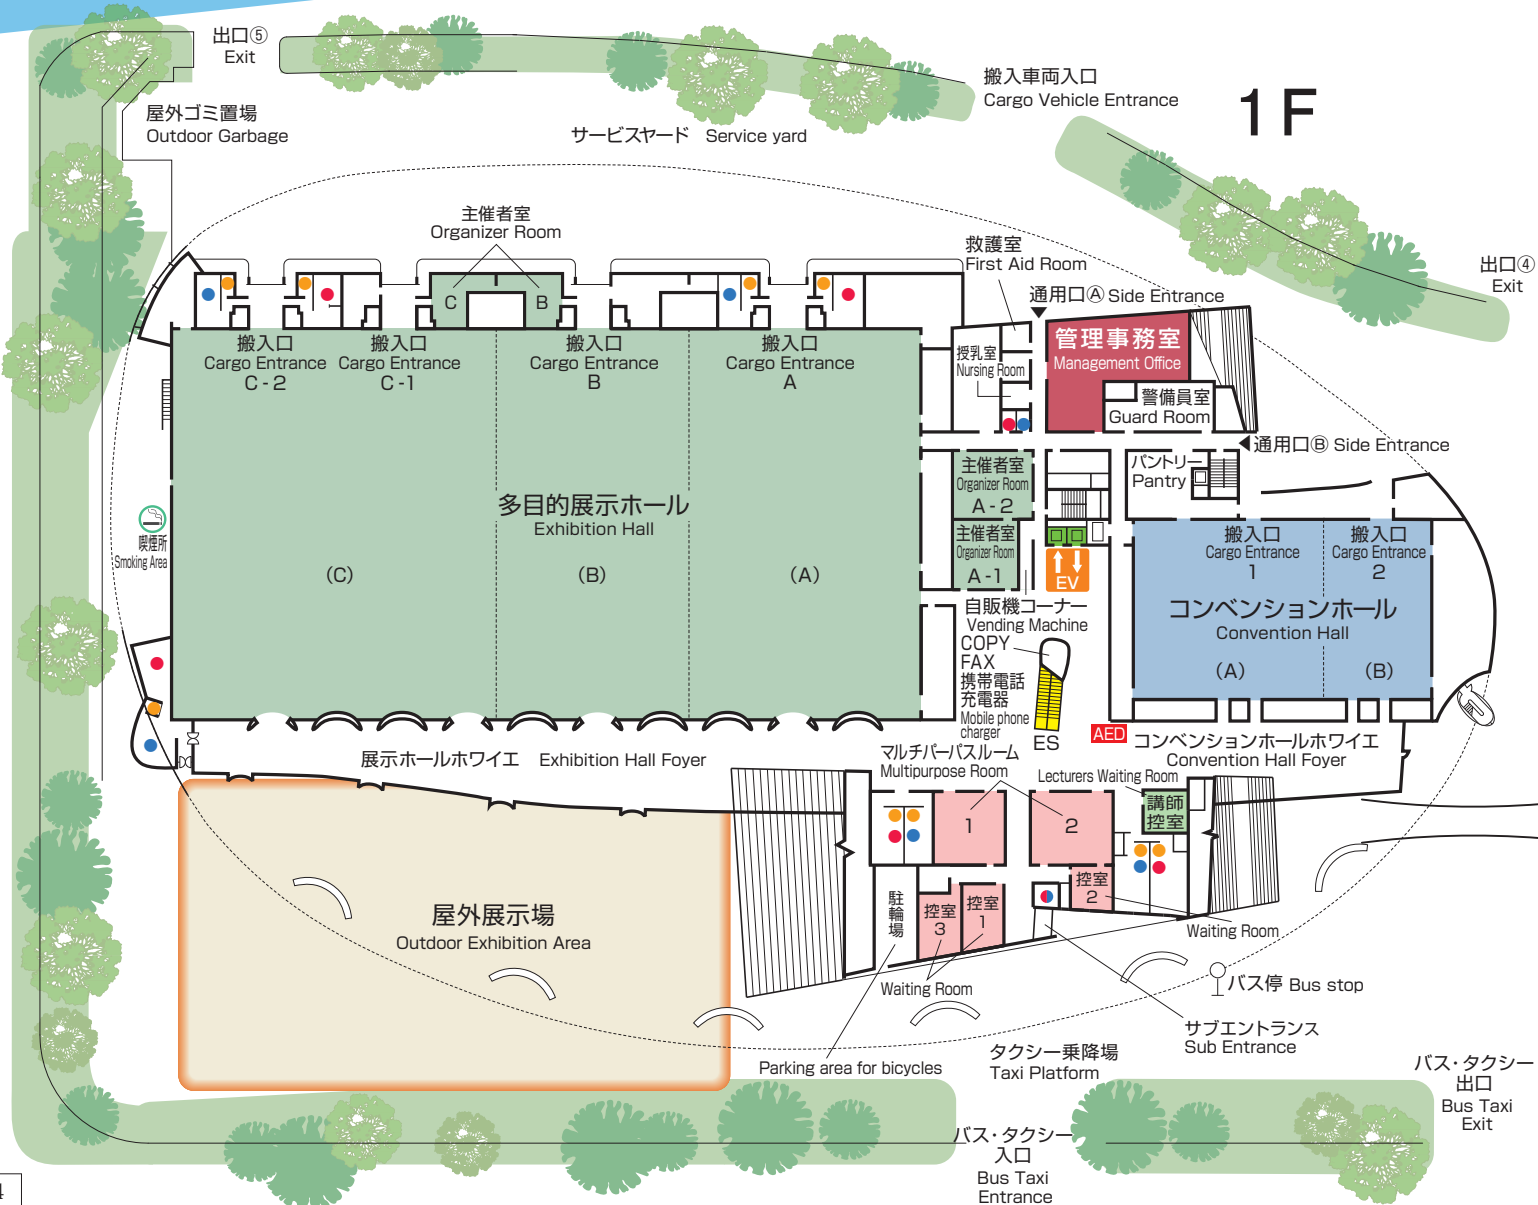 出口⑤
Exit
屋外ゴミ置場
Outdoor Garbage
サービスヤード Service yard
搬入車両入口
Cargo Vehicle Entrance
1F
出口④
Exit
主催者室
Organizer Room
C
B
救護室
First Aid Room
通用口Ⓐ Side Entrance
管理事務室
Management Office
授乳室
Nursing Room
警備員室
Guard Room
通用口Ⓑ Side Entrance
搬入口
Cargo Entrance
C-2
搬入口
Cargo Entrance
C-1
搬入口
Cargo Entrance
B
搬入口
Cargo Entrance
A
多目的展示ホール
Exhibition Hall
(C)
(B)
(A)
喫煙所
Smoking Area
主催者室
Organizer Room
A-2
主催者室
Organizer Room
A-1
パントリー
Pantry
EV
搬入口
Cargo Entrance
1
搬入口
Cargo Entrance
2
コンベンションホール
Convention Hall
(A)
(B)
自販機コーナー
Vending Machine
COPY
FAX
携帯電話
充電器
Mobile phone
charger
ES
AED
展示ホールホワイエ Exhibition Hall Foyer
コンベンションホールホワイエ
Convention Hall Foyer
マルチパーパスルーム
Multipurpose Room
1
2
Lecturers Waiting Room
講師
控室
駐輪場
控室
3
控室
1
控室
2
Waiting Room
Waiting Room
屋外展示場
Outdoor Exhibition Area
バス停 Bus stop
サブエントランス
Sub Entrance
Parking area for bicycles
タクシー乗降場
Taxi Platform
バス・タクシー
入口
Bus Taxi
Entrance
バス・タクシー
出口
Bus Taxi
Exit